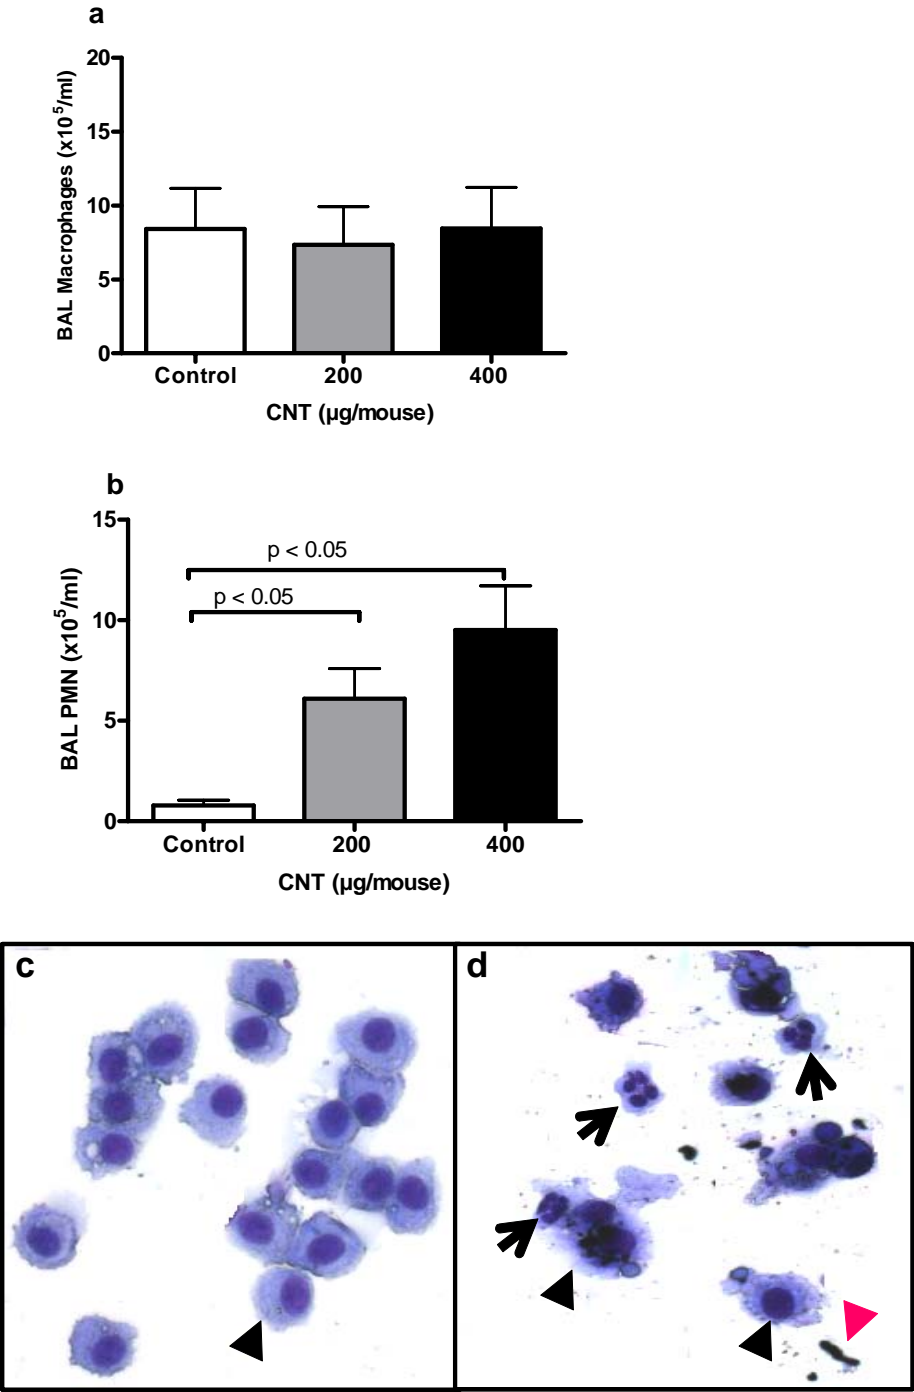 a
20
15
10
5
0
BAL Macrophages (x10⁵/ml)
Control 200 400
CNT (µg/mouse)
b
15
10
5
0
BAL PMN (x10⁵/ml)
p < 0.05
p < 0.05
Control 200 400
CNT (µg/mouse)
c d